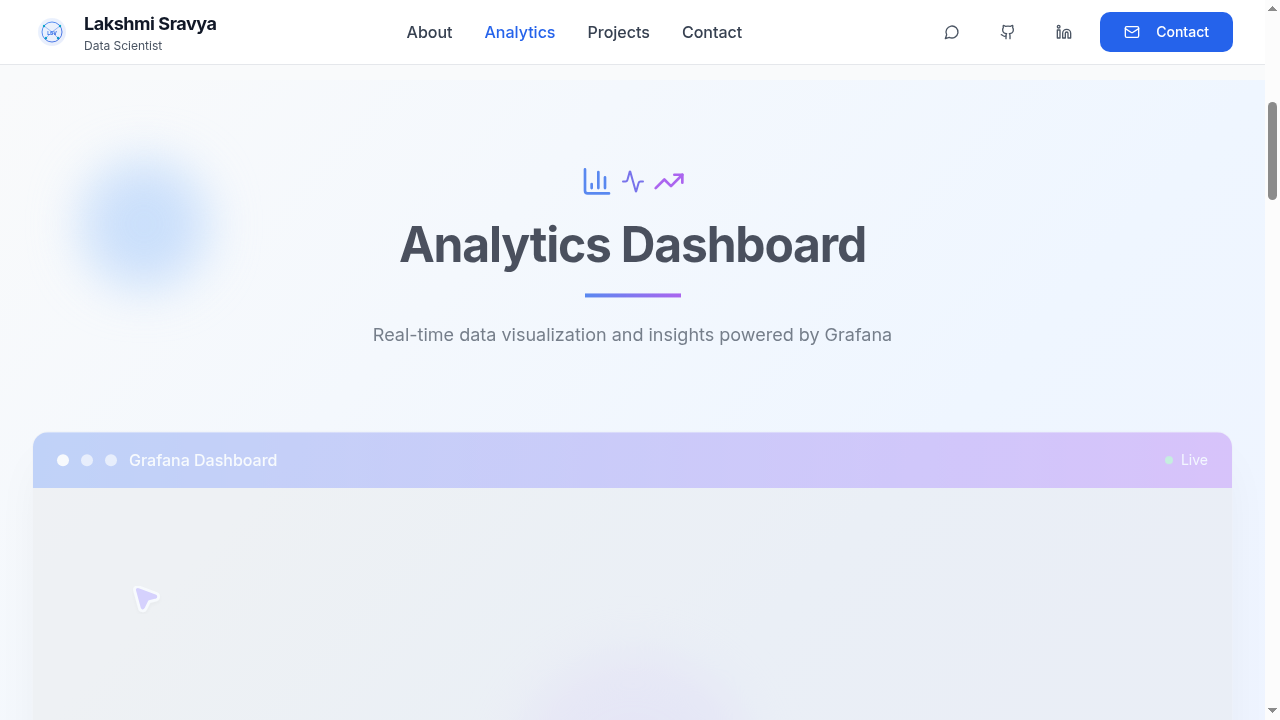 Lakshmi Sravya
Data Scientist
About
Analytics
Projects
Contact
Contact
Analytics Dashboard
Real-time data visualization and insights powered by Grafana
Grafana Dashboard
Live